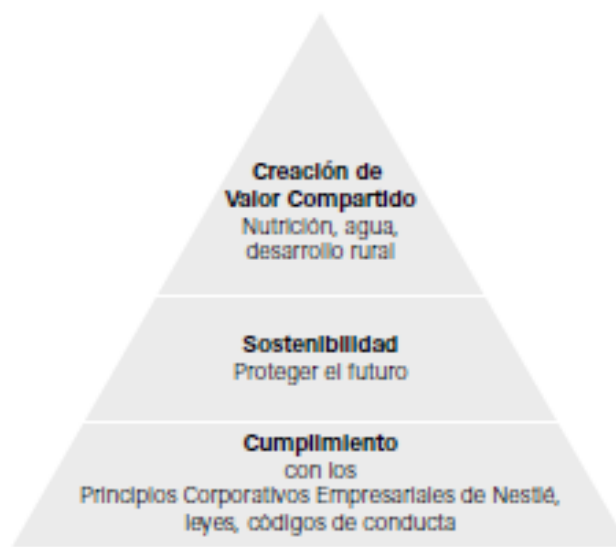 Creación de
Valor Compartido
Nutrición, agua,
desarrollo rural
Sostenibilidad
Proteger el futuro
Cumplimiento
con los
Principios Corporativos Empresariales de Nestlé,
leyes, códigos de conducta